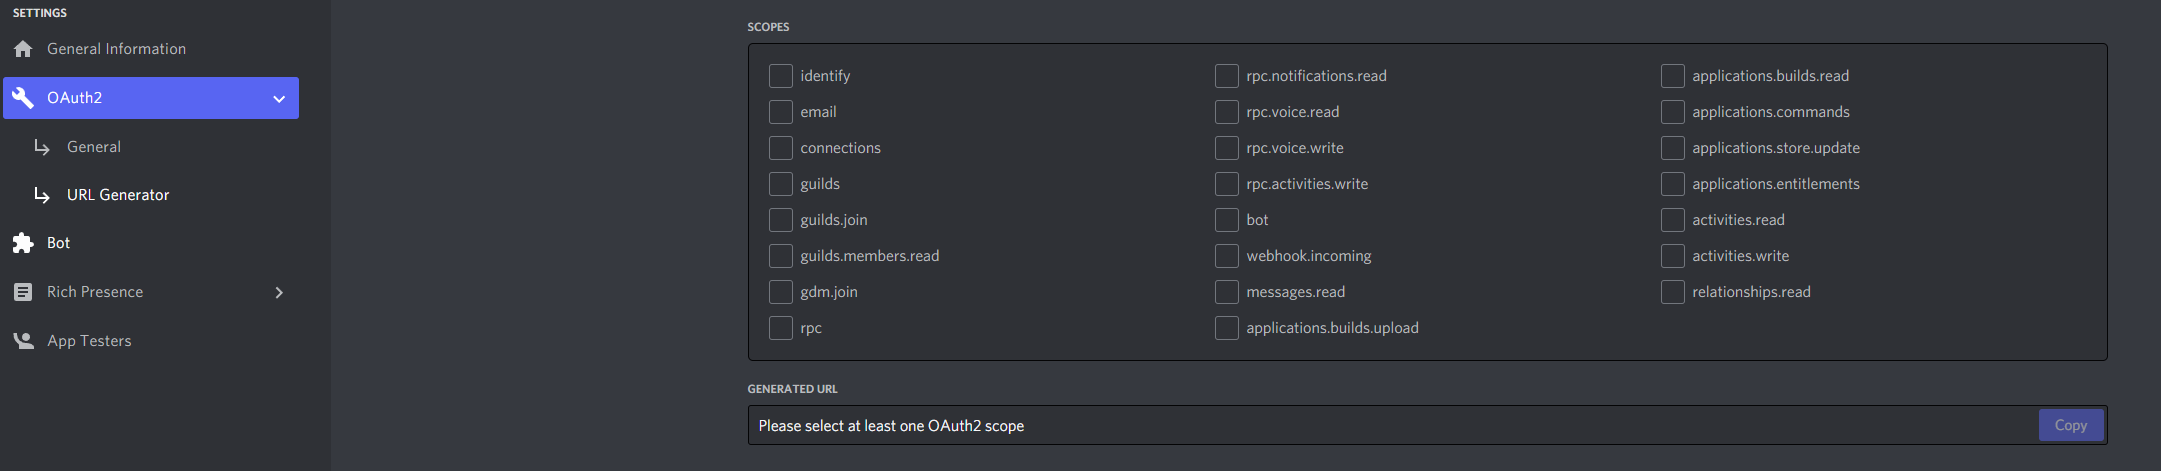 SETTINGS
General Information
OAuth2
General
URL Generator
Bot
Rich Presence
App Testers
SCOPES
identify
email
connections
guilds
guilds.join
guilds.members.read
gdm.join
rpc
rpc.notifications.read
rpc.voice.read
rpc.voice.write
rpc.activities.write
bot
webhook.incoming
messages.read
applications.builds.upload
applications.builds.read
applications.commands
applications.store.update
applications.entitlements
activities.read
activities.write
relationships.read
GENERATED URL
Please select at least one OAuth2 scope
Copy